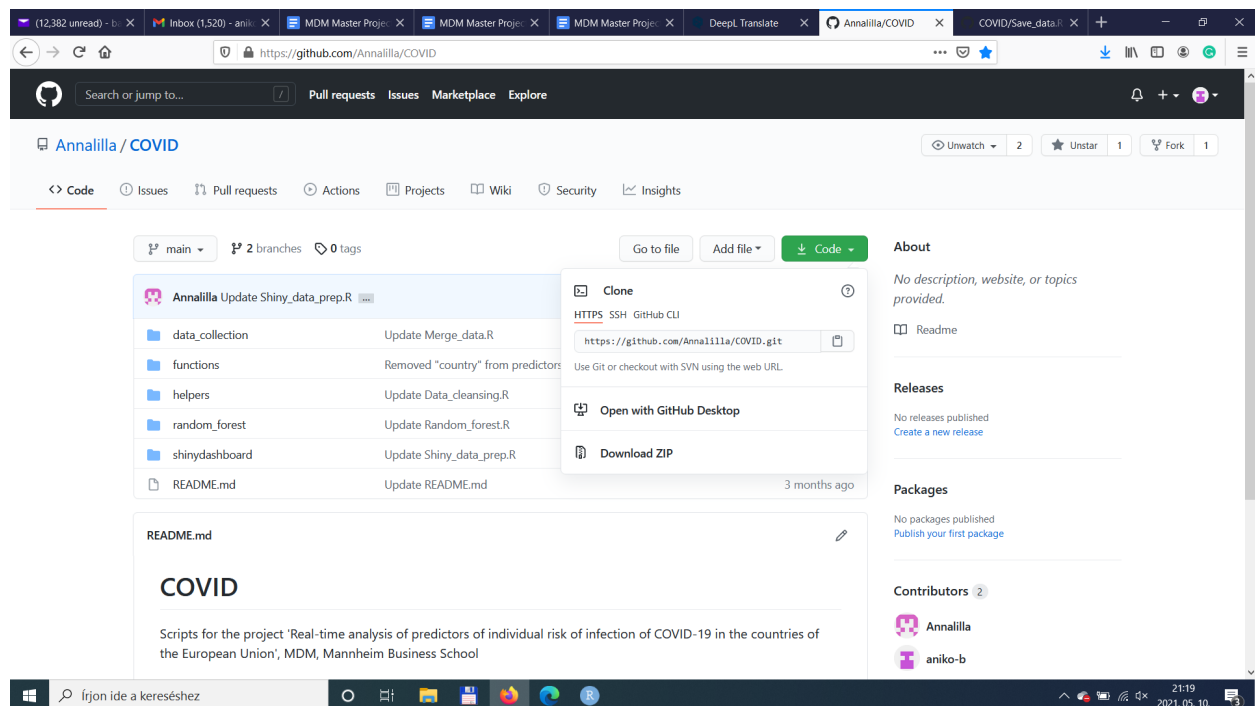 (12,382 unread) - ba
Inbox (1,520) - anik
MDM Master Projec
MDM Master Projec
MDM Master Projec
DeepL Translate
Annalilla/COVID
COVID/Save_data.R
https://github.com/Annalilla/COVID
Search or jump to... /
Pull requests Issues Marketplace Explore
Annalilla / COVID
Unwatch 2
Unstar 1
Fork 1
Code
Issues
Pull requests
Actions
Projects
Wiki
Security
Insights
main
2 branches
0 tags
Go to file
Add file
Code
Annalilla Update Shiny_data_prep.R ...
data_collection Update Merge_data.R
functions Removed "country" from predictors
helpers Update Data_cleansing.R
random_forest Update Random_forest.R
shinydashboard Update Shiny_data_prep.R
README.md Update README.md 3 months ago
Clone
HTTPS SSH GitHub CLI
https://github.com/Annalilla/COVID.git
Use Git or checkout with SVN using the web URL.
Open with GitHub Desktop
Download ZIP
README.md
COVID
Scripts for the project 'Real-time analysis of predictors of individual risk of infection of COVID-19 in the countries of
the European Union', MDM, Mannheim Business School
About
No description, website, or topics
provided.
Readme
Releases
No releases published
Create a new release
Packages
No packages published
Publish your first package
Contributors 2
Annalilla
aniko-b
Írjon ide a kereséshez
R
21:19
2021. 05. 10.
3